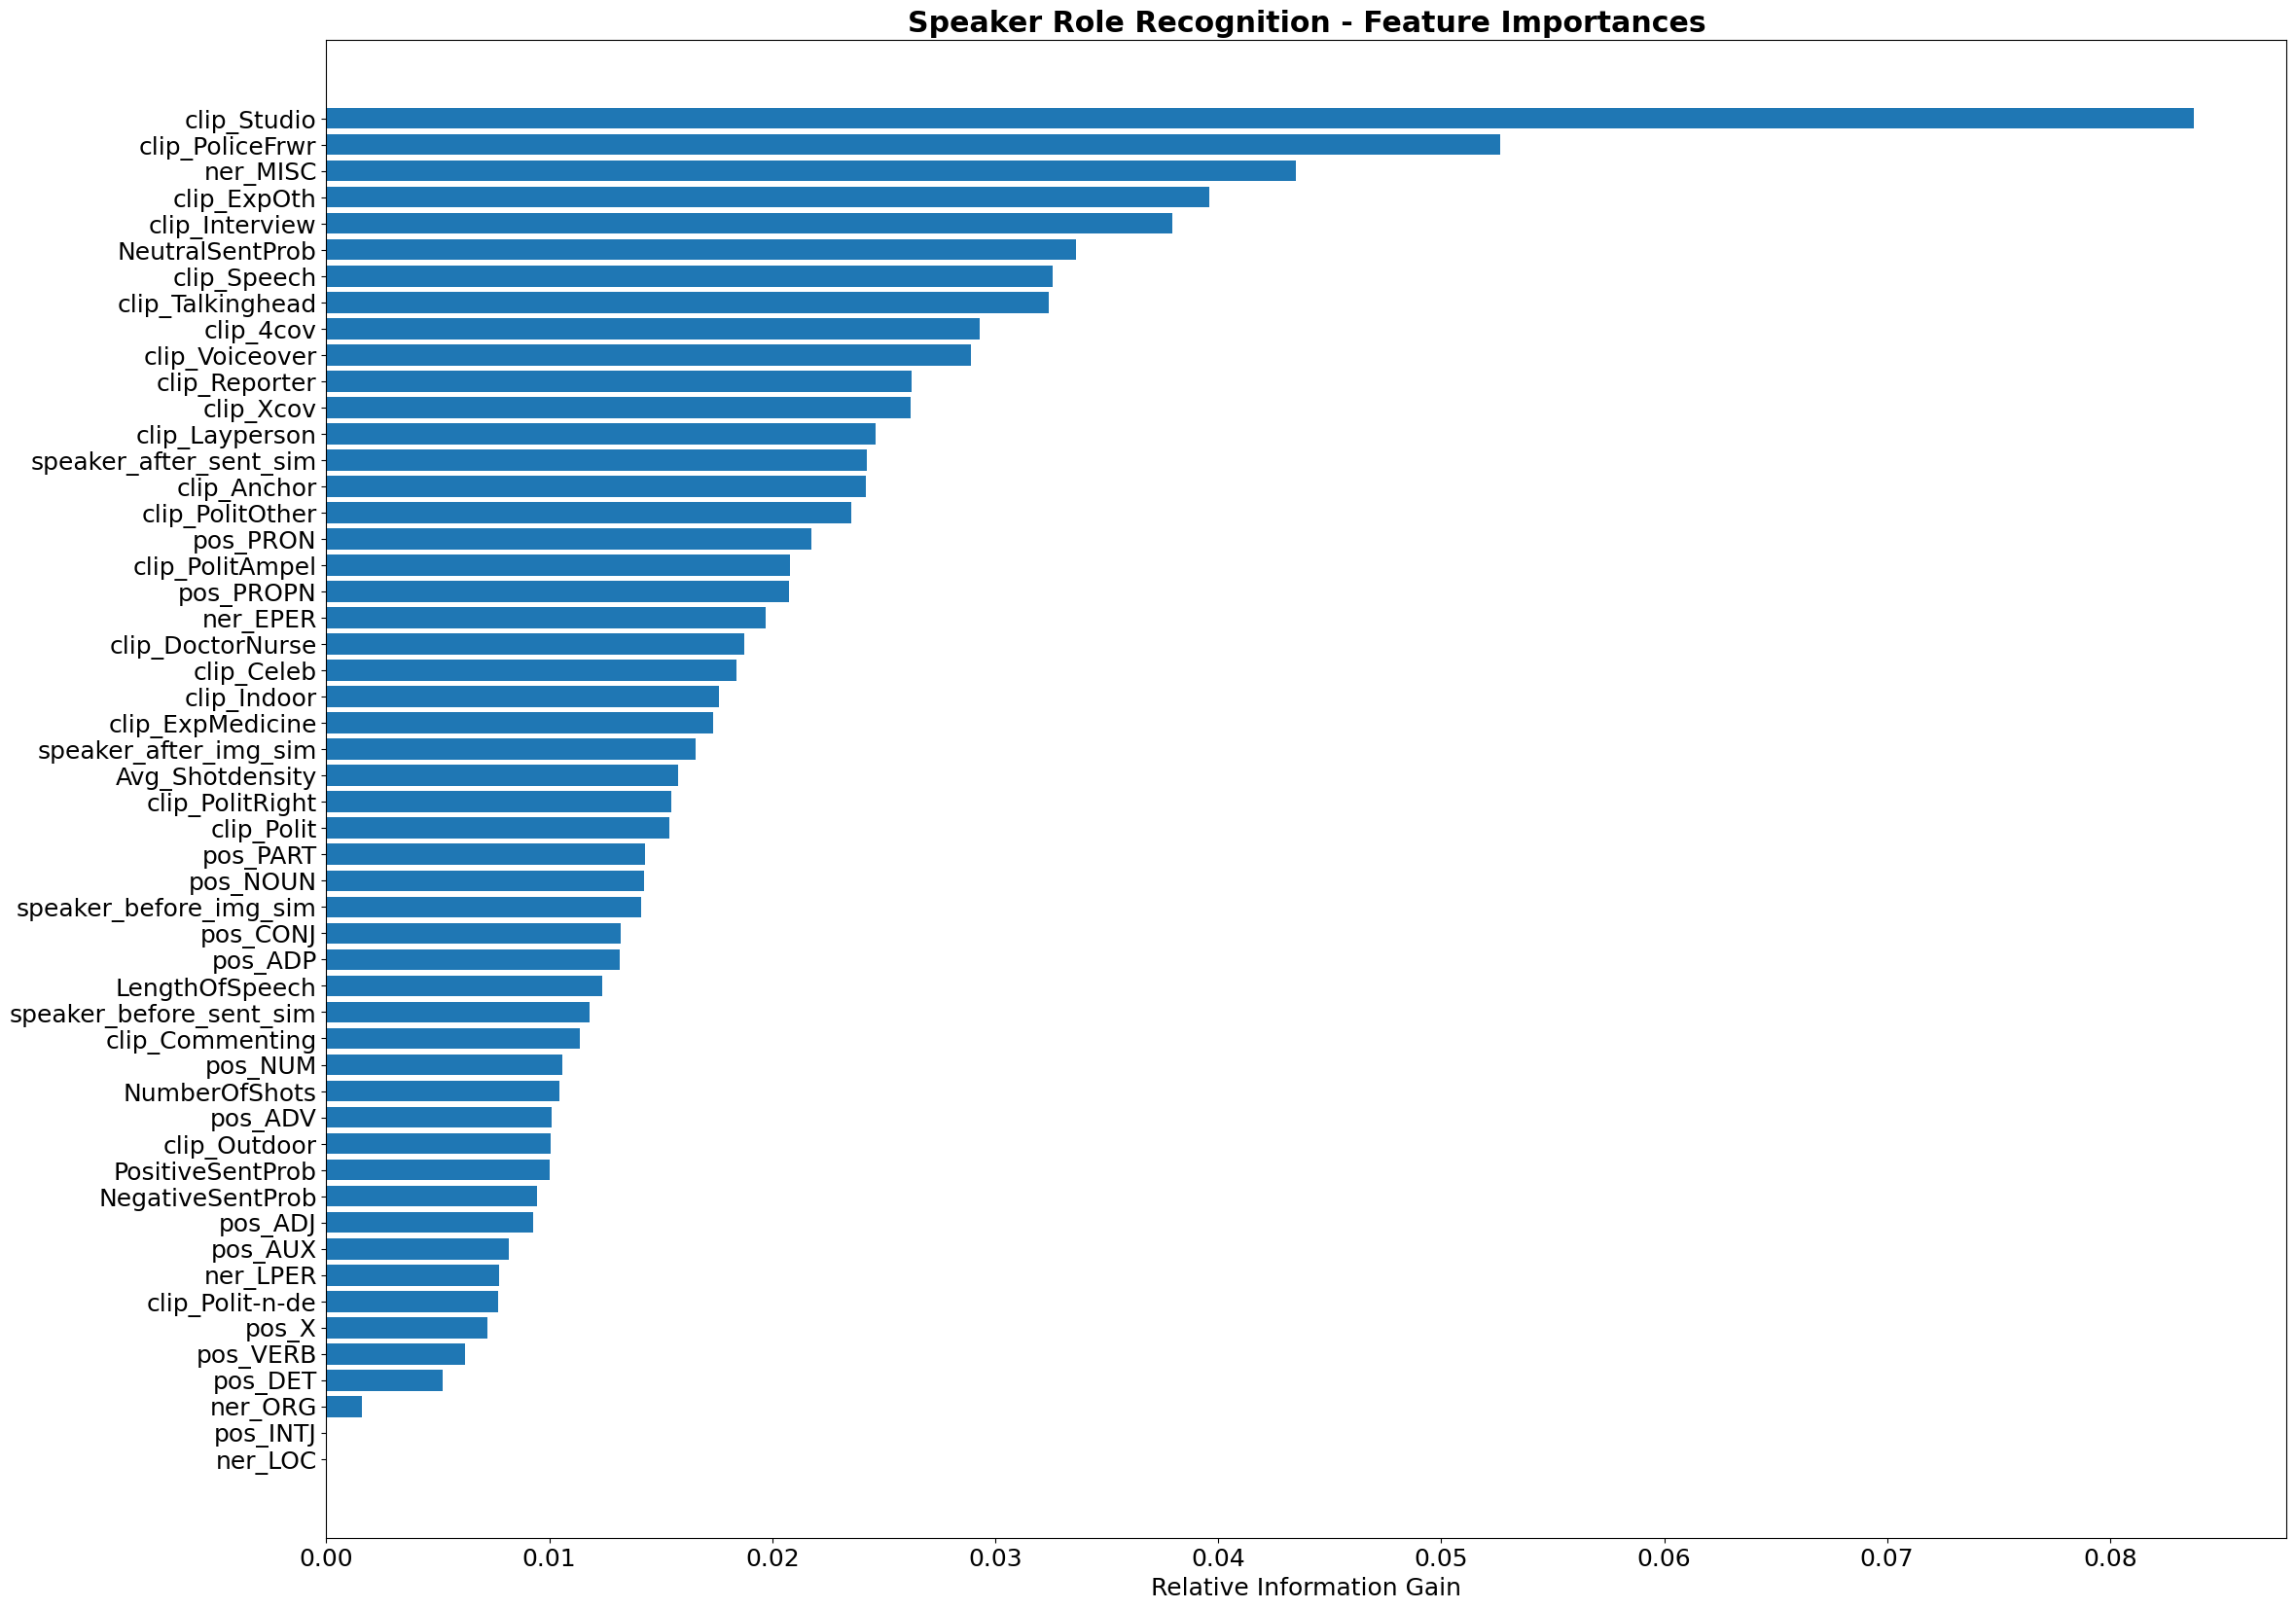 Speaker Role Recognition - Feature Importances
clip_Studio
clip_PoliceFrwr
ner_MISC
clip_ExpOth
clip_Interview
NeutralSentProb
clip_Speech
clip_Talkinghead
clip_4cov
clip_Voiceover
clip_Reporter
clip_Xcov
clip_Layperson
speaker_after_sent_sim
clip_Anchor
clip_PolitOther
pos_PRON
clip_PolitAmpel
pos_PROPN
ner_EPER
clip_DoctorNurse
clip_Celeb
clip_Indoor
clip_ExpMedicine
speaker_after_img_sim
Avg_Shotdensity
clip_PolitRight
clip_Polit
pos_PART
pos_NOUN
speaker_before_img_sim
pos_CONJ
pos_ADP
LengthOfSpeech
speaker_before_sent_sim
clip_Commenting
pos_NUM
NumberOfShots
pos_ADV
clip_Outdoor
PositiveSentProb
NegativeSentProb
pos_ADJ
pos_AUX
ner_LPER
clip_Polit-n-de
pos_X
pos_VERB
pos_DET
ner_ORG
pos_INTJ
ner_LOC
0.00 0.01 0.02 0.03 0.04 0.05 0.06 0.07 0.08
Relative Information Gain